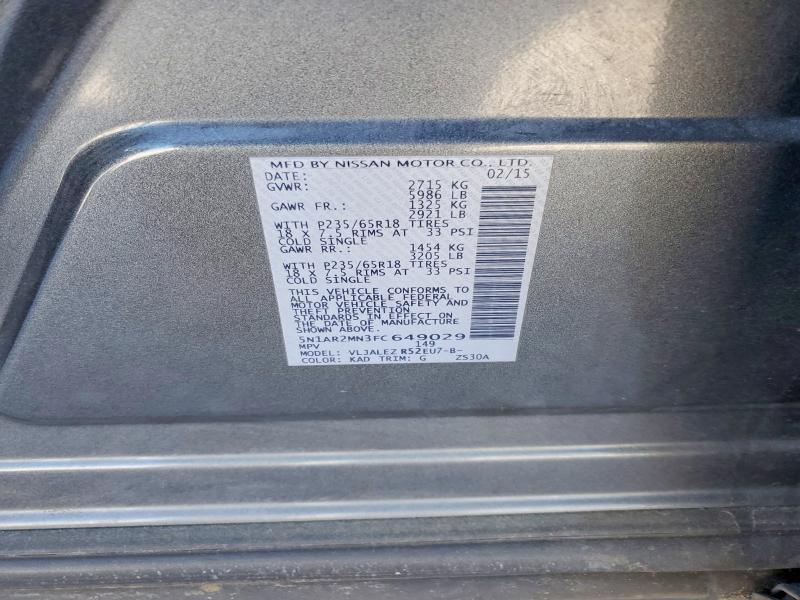 MFD BY NISSAN MOTOR CO., LTD.
DATE: 02/15
GVWR: 2715 KG
5986 LB
GAWR FR.: 1325 KG
2921 LB
WITH P235/65R18 TIRES
18 X 7.5 RIMS AT 33 PSI
COLD SINGLE
GAWR RR.: 1454 KG
3205 LB
WITH P235/65R18 TIRES
18 X 7.5 RIMS AT 33 PSI
COLD SINGLE
THIS VEHICLE CONFORMS TO
ALL APPLICABLE FEDERAL
MOTOR VEHICLE SAFETY AND
THEFT PREVENTION
STANDARDS IN EFFECT ON
THE DATE OF MANUFACTURE
SHOWN ABOVE.
5N1AR2MN3FC649029
MPV 149
MODEL: VLJALEZ R52EU7-B-
COLOR: KAD TRIM: G ZS30A